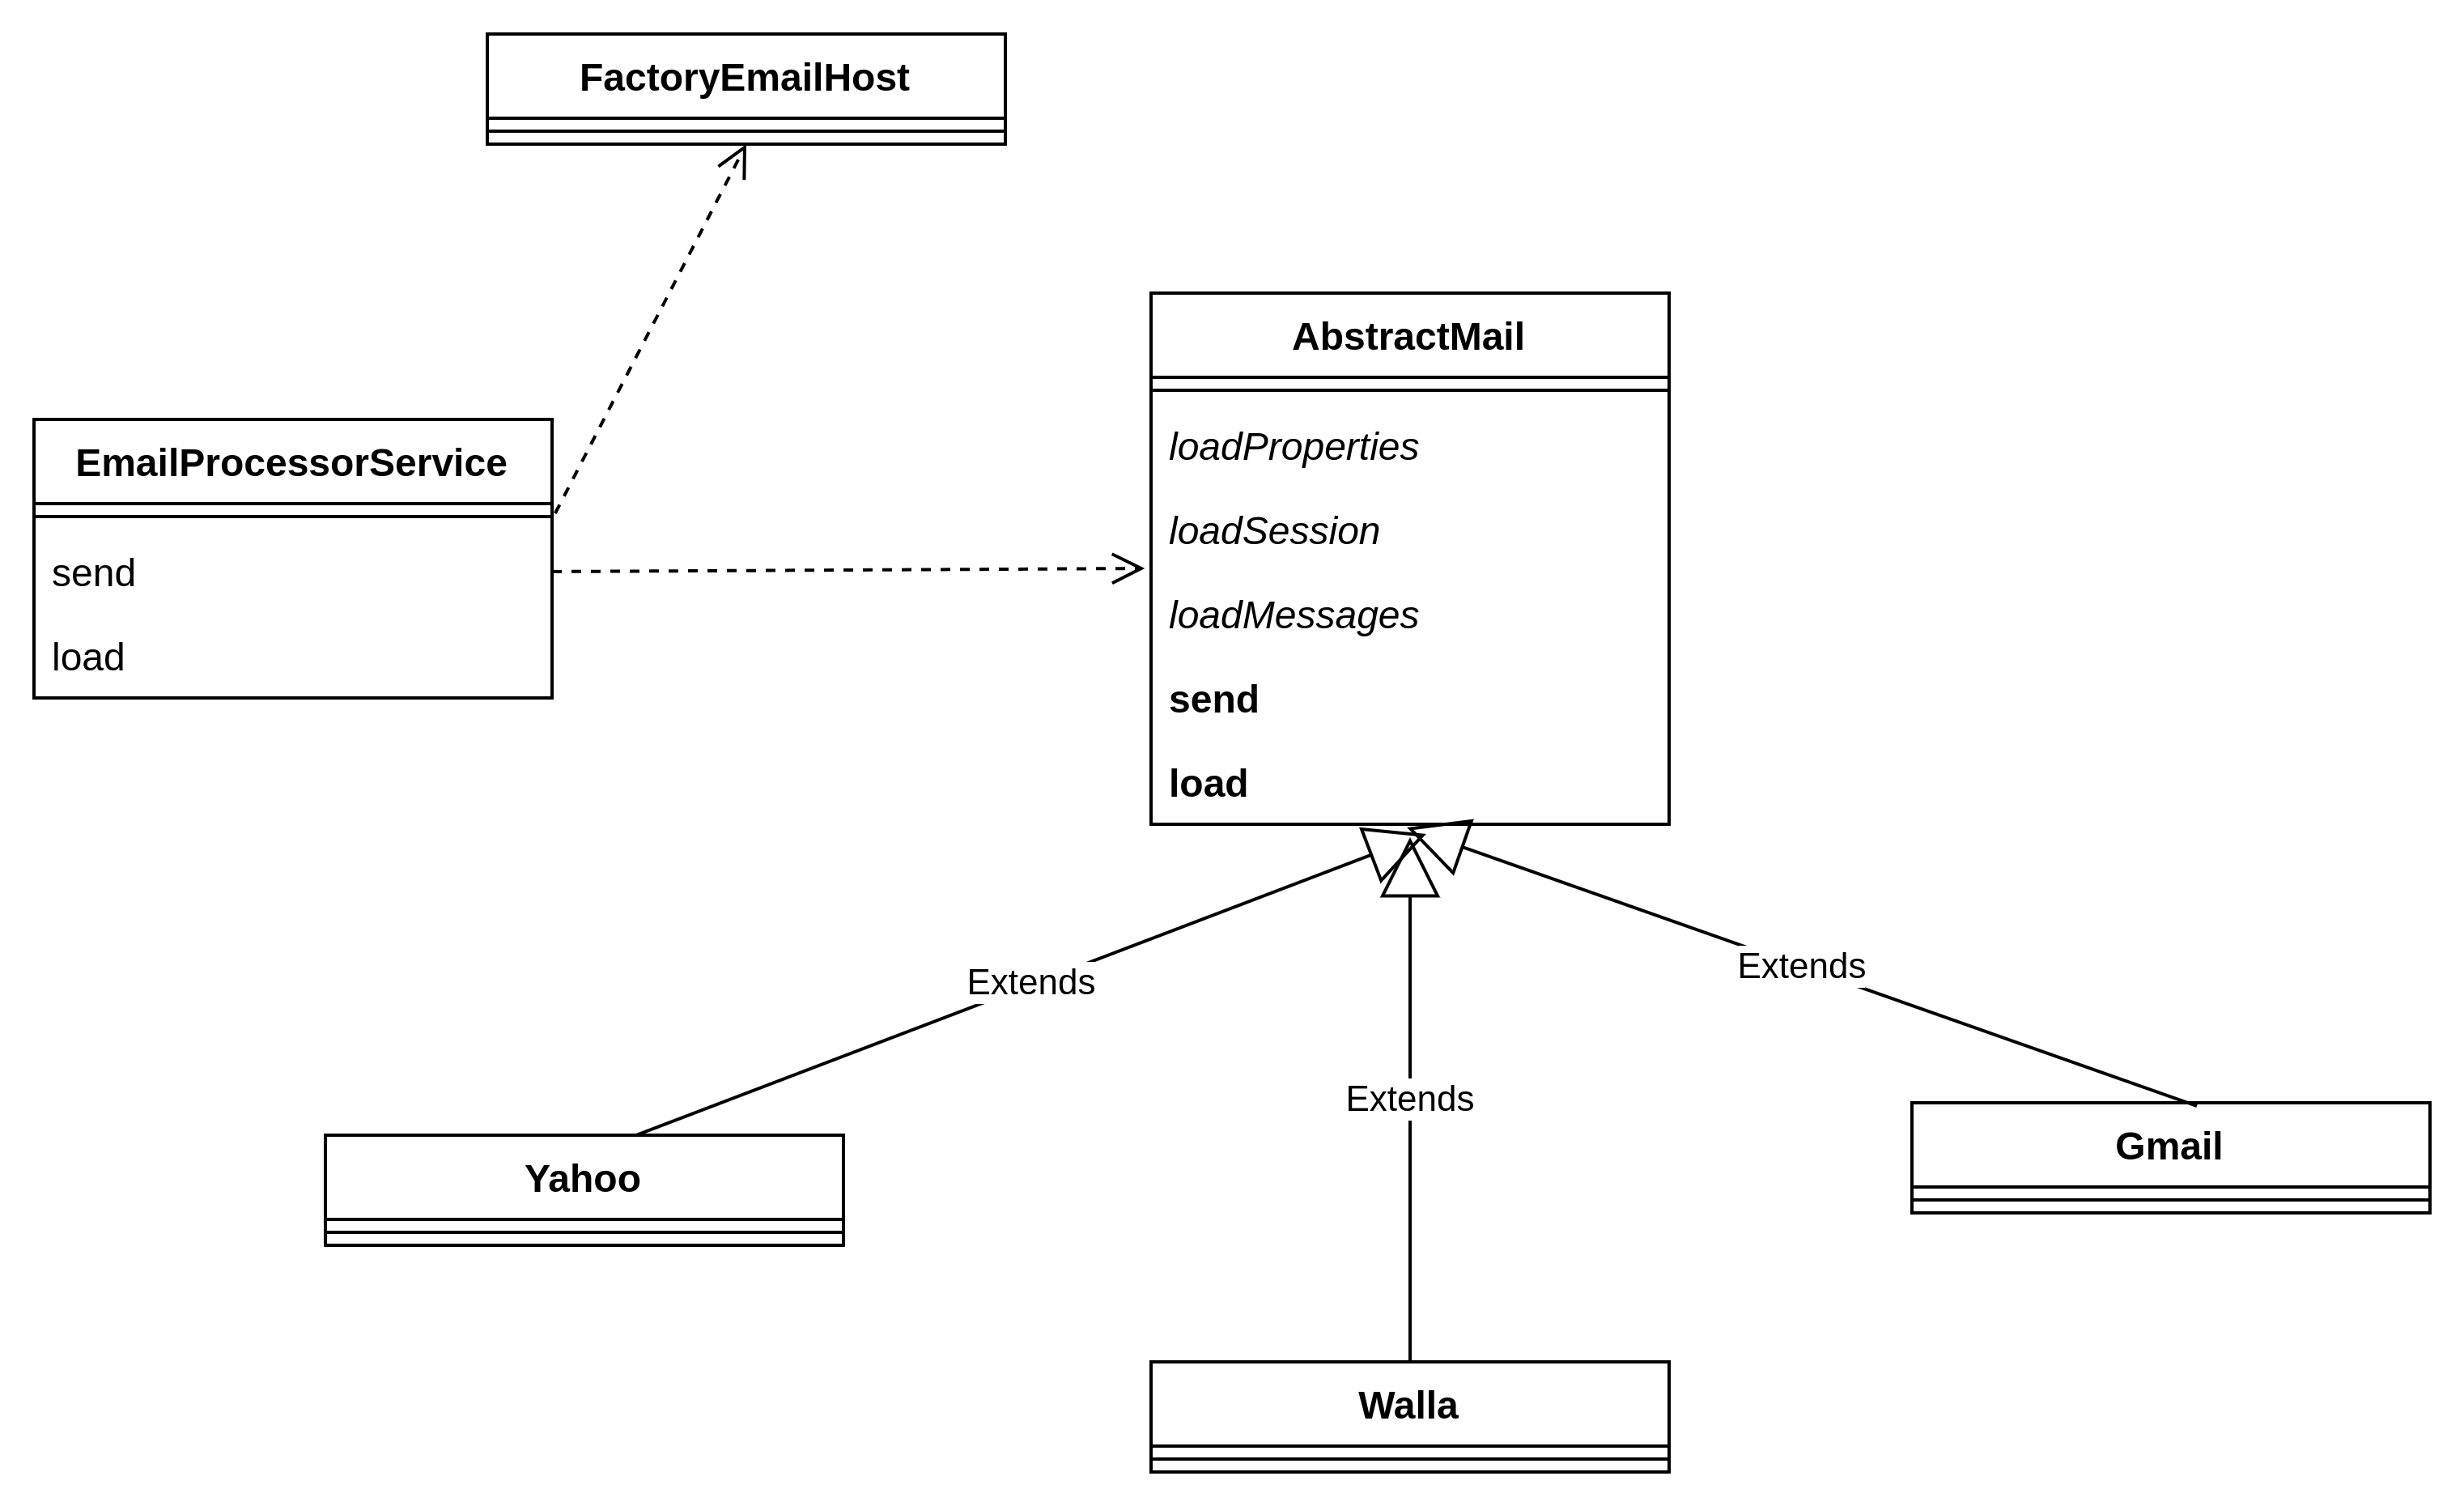 FactoryEmailHost
AbstractMail
loadProperties
loadSession
loadMessages
send
load
EmailProcessorService
send
load
Extends
Extends
Extends
Yahoo
Gmail
Walla